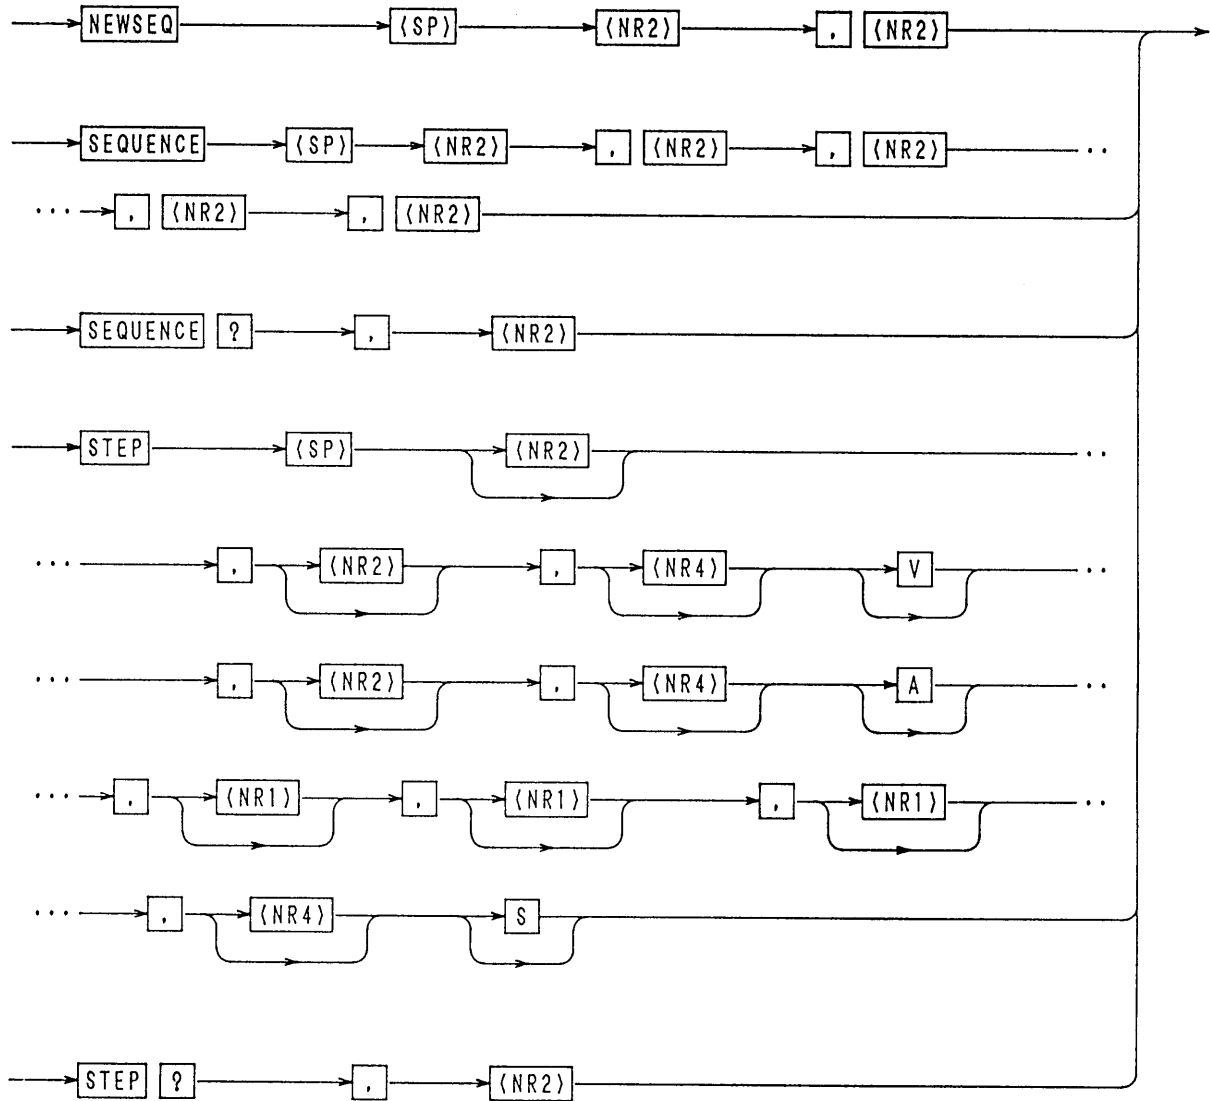 NEWSEQ ⟨SP⟩ ⟨NR2⟩ , ⟨NR2⟩
SEQUENCE ⟨SP⟩ ⟨NR2⟩ , ⟨NR2⟩ , ⟨NR2⟩ ..
... , ⟨NR2⟩ , ⟨NR2⟩
SEQUENCE ? , ⟨NR2⟩
STEP ⟨SP⟩ ⟨NR2⟩ ..
... , ⟨NR2⟩ , ⟨NR4⟩ V ..
... , ⟨NR2⟩ , ⟨NR4⟩ A ..
... , ⟨NR1⟩ , ⟨NR1⟩ , ⟨NR1⟩ ..
... , ⟨NR4⟩ S
STEP ? , ⟨NR2⟩